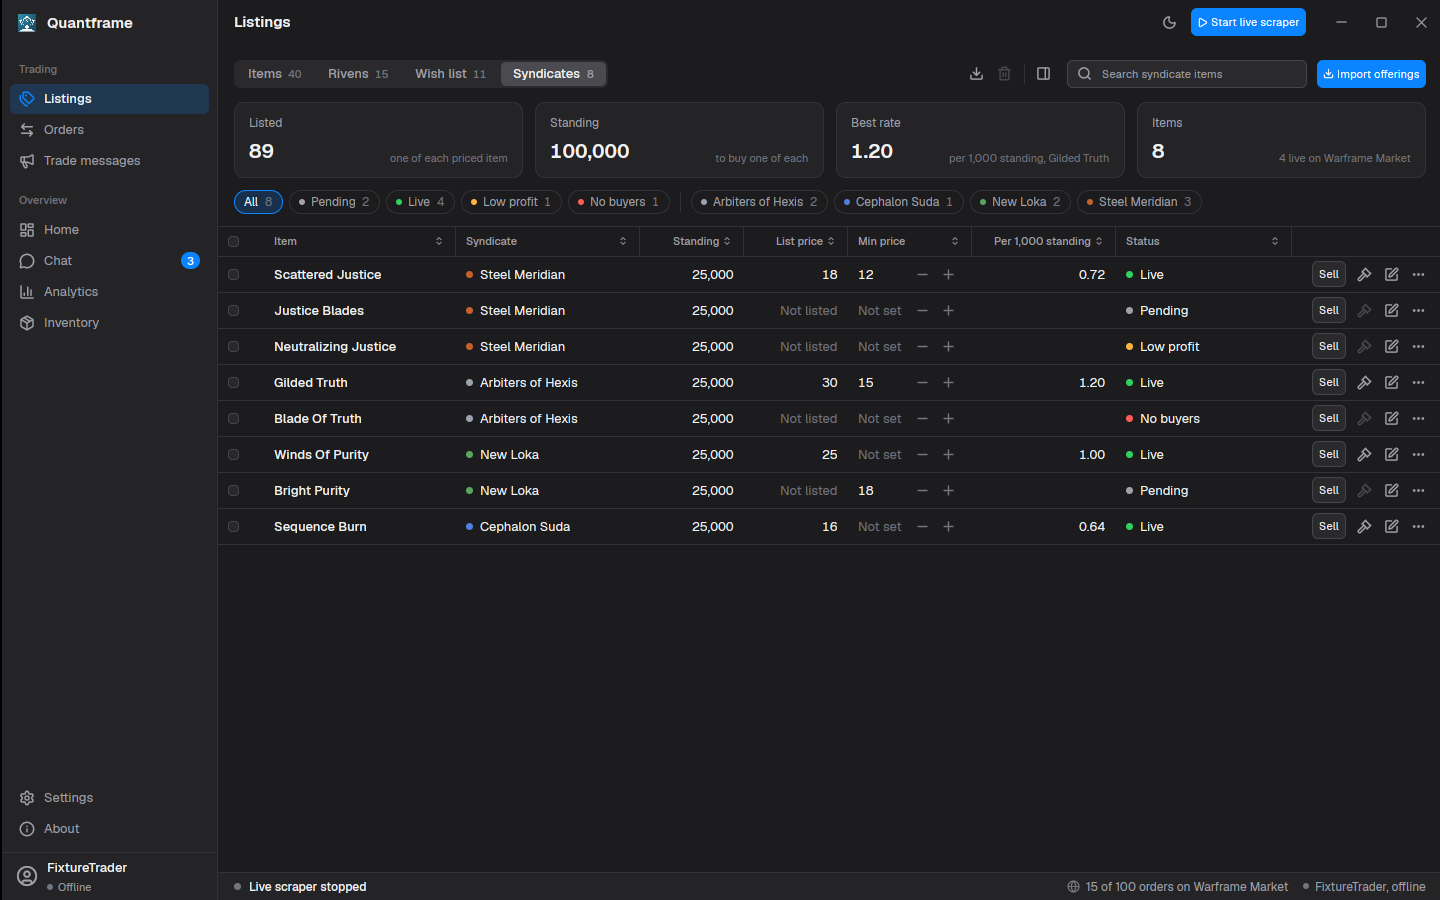 Quantframe
Listings
Start live scraper
Trading
Listings
Orders
Trade messages
Overview
Home
Chat 3
Analytics
Inventory
Settings
About
FixtureTrader
Offline
Items 40 Rivens 15 Wish list 11 Syndicates 8
Search syndicate items
Import offerings
Listed
89 one of each priced item
Standing
100,000 to buy one of each
Best rate
1.20 per 1,000 standing, Gilded Truth
Items
8 4 live on Warframe Market
All 8 Pending 2 Live 4 Low profit 1 No buyers 1 Arbiters of Hexis 2 Cephalon Suda 1 New Loka 2 Steel Meridian 3
Item Syndicate Standing List price Min price Per 1,000 standing Status
Scattered Justice Steel Meridian 25,000 18 12 0.72 Live Sell
Justice Blades Steel Meridian 25,000 Not listed Not set Pending Sell
Neutralizing Justice Steel Meridian 25,000 Not listed Not set Low profit Sell
Gilded Truth Arbiters of Hexis 25,000 30 15 1.20 Live Sell
Blade Of Truth Arbiters of Hexis 25,000 Not listed Not set No buyers Sell
Winds Of Purity New Loka 25,000 25 Not set 1.00 Live Sell
Bright Purity New Loka 25,000 Not listed 18 Pending Sell
Sequence Burn Cephalon Suda 25,000 16 Not set 0.64 Live Sell
Live scraper stopped
15 of 100 orders on Warframe Market
FixtureTrader, offline